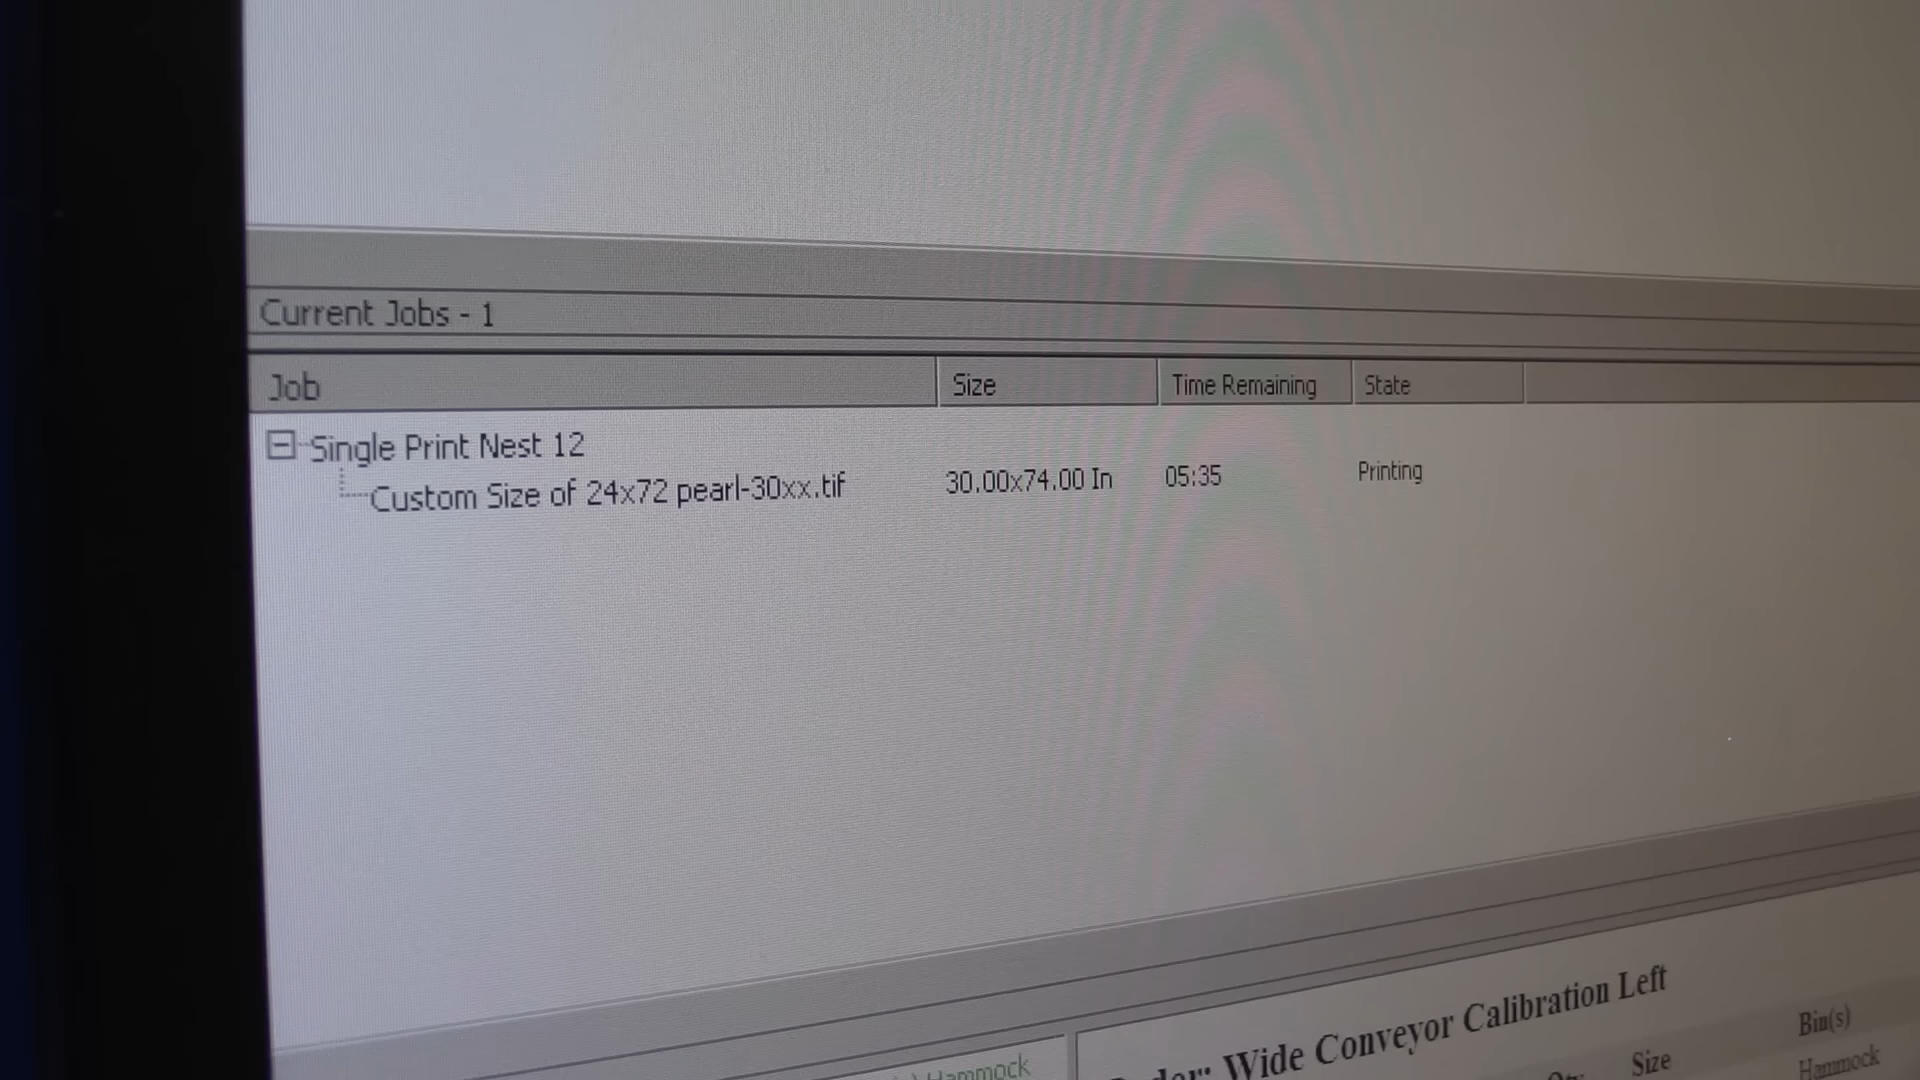 Current Jobs - 1
Job Size Time Remaining State
Single Print Nest 12
Custom Size of 24x72 pearl-30xx.tif 30.00x74.00 In 05:35 Printing
Wide Conveyor Calibration Left
Size Bin(s)
Hammock Hammock